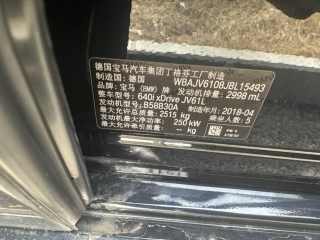 德国宝马汽车集团丁格芬工厂制造
制造国：德国 WBAJV6108JBL15493
品牌：宝马 (BMW) 牌 发动机排量：2998 mL
整车型号：640i xDrive JV61L
发动机型号：B58B30A 制造年月：2018-04
最大允许总质量：2515 kg 乘坐人数：5
发动机最大净功率：250 kW